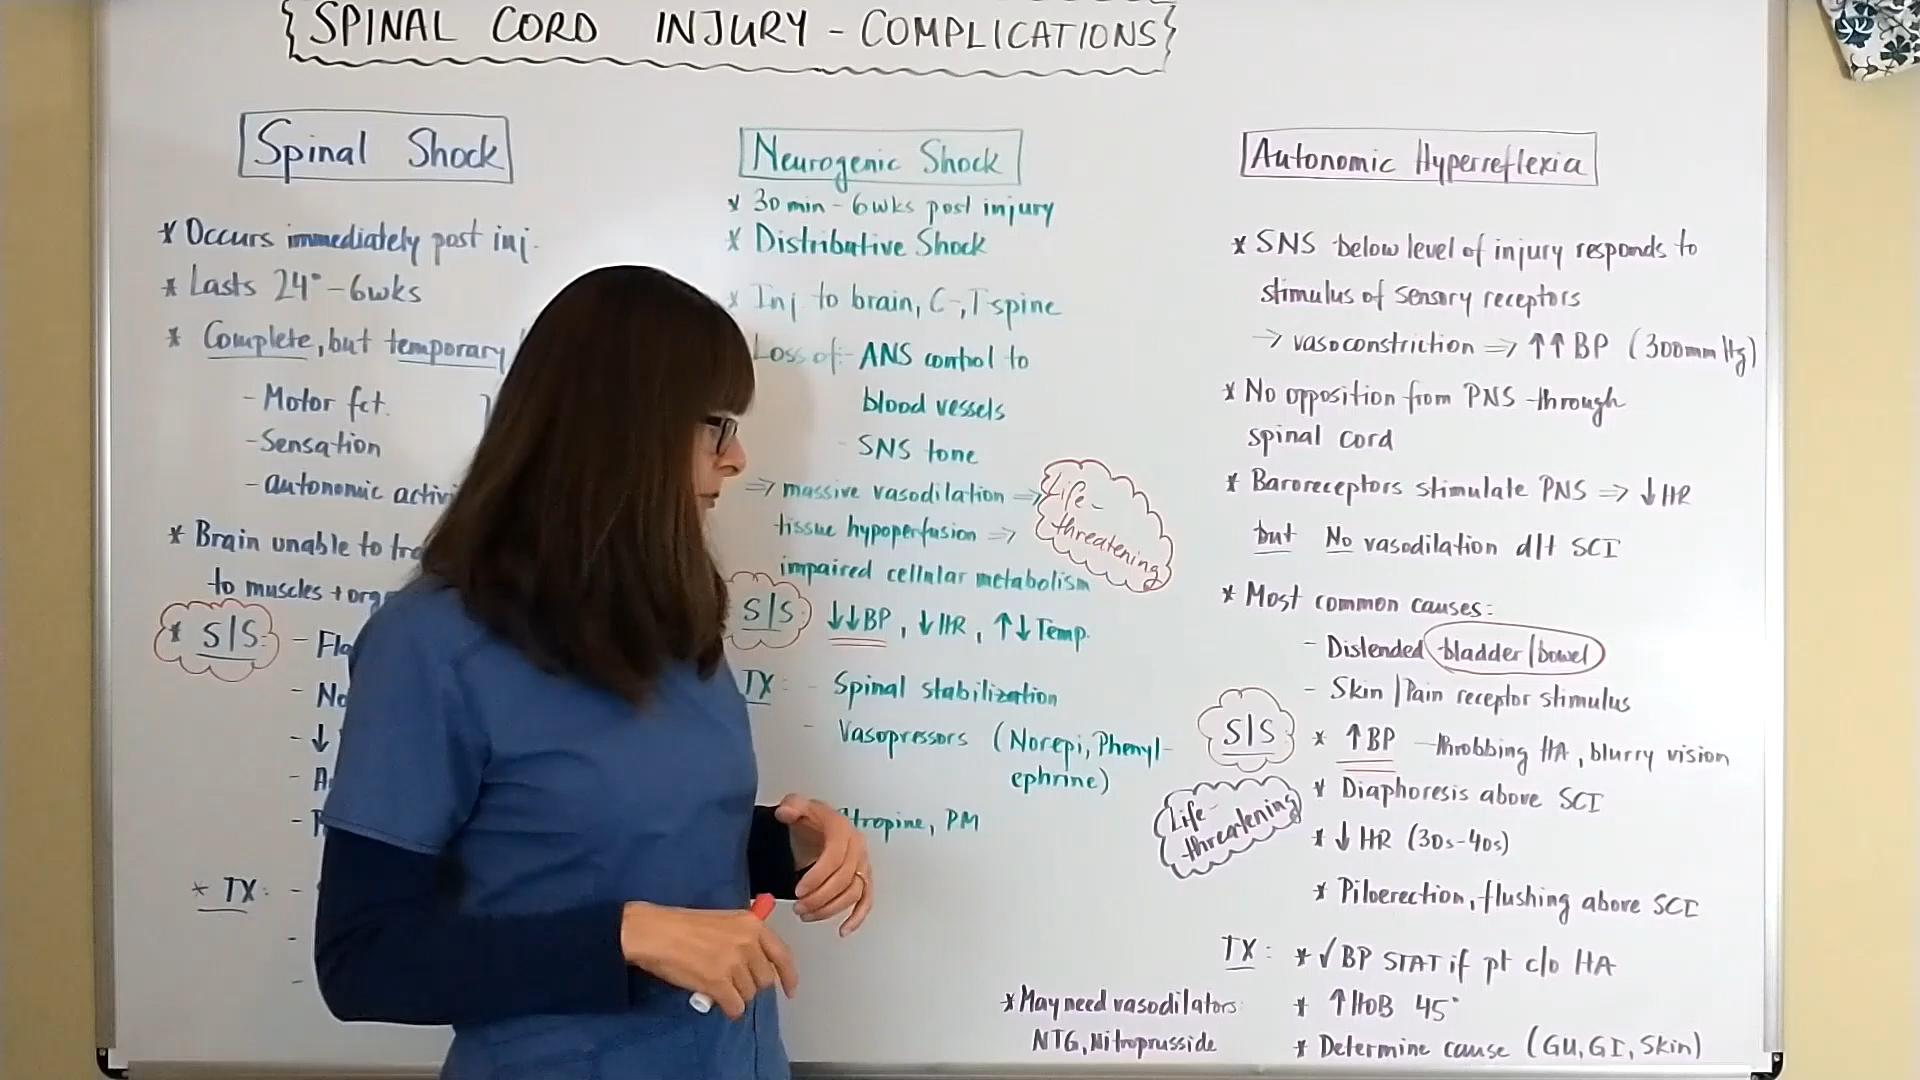 {SPINAL CORD INJURY - COMPLICATIONS}
Spinal Shock
* Occurs immediately post inj.
* Lasts 24° - 6wks
* Complete, but temporary
- Motor fct.
- Sensation
- autonomic
* Brain unable to
to muscles +
* S|S:
- ↓
* TX: -
Neurogenic Shock
* 30 min - 6wks post injury
* Distributive Shock
* Inj to brain, C-, T-spine
Loss of: - ANS control to
blood vessels
- SNS tone
⇒ massive vasodilation ⇒
tissue hypoperfusion ⇒
impaired cellular metabolism
Life-
threatening
S|S ↓↓BP, ↓HR, ↑↓Temp.
TX: - Spinal stabilization
- Vasopressors (Norepi, Phenyl-
ephrine)
Atropine, PM
Autonomic Hyperreflexia
* SNS below level of injury responds to
stimulus of sensory receptors
→ vasoconstriction ⇒ ↑↑BP (300mmHg)
* No opposition from PNS through
spinal cord
* Baroreceptors stimulate PNS ⇒ ↓HR
but No vasodilation d/t SCI
* Most common causes:
- Distended bladder/bowel
- Skin/Pain receptor stimulus
S|S * ↑BP - throbbing HA, blurry vision
* Diaphoresis above SCI
Life-
threatening
* ↓ HR (30s-40s)
* Piloerection, flushing above SCI
TX: * √BP STAT if pt c/o HA
* ↑HOB 45°
* Determine cause (GU, GI, Skin)
* May need vasodilators:
NTG, Nitroprusside